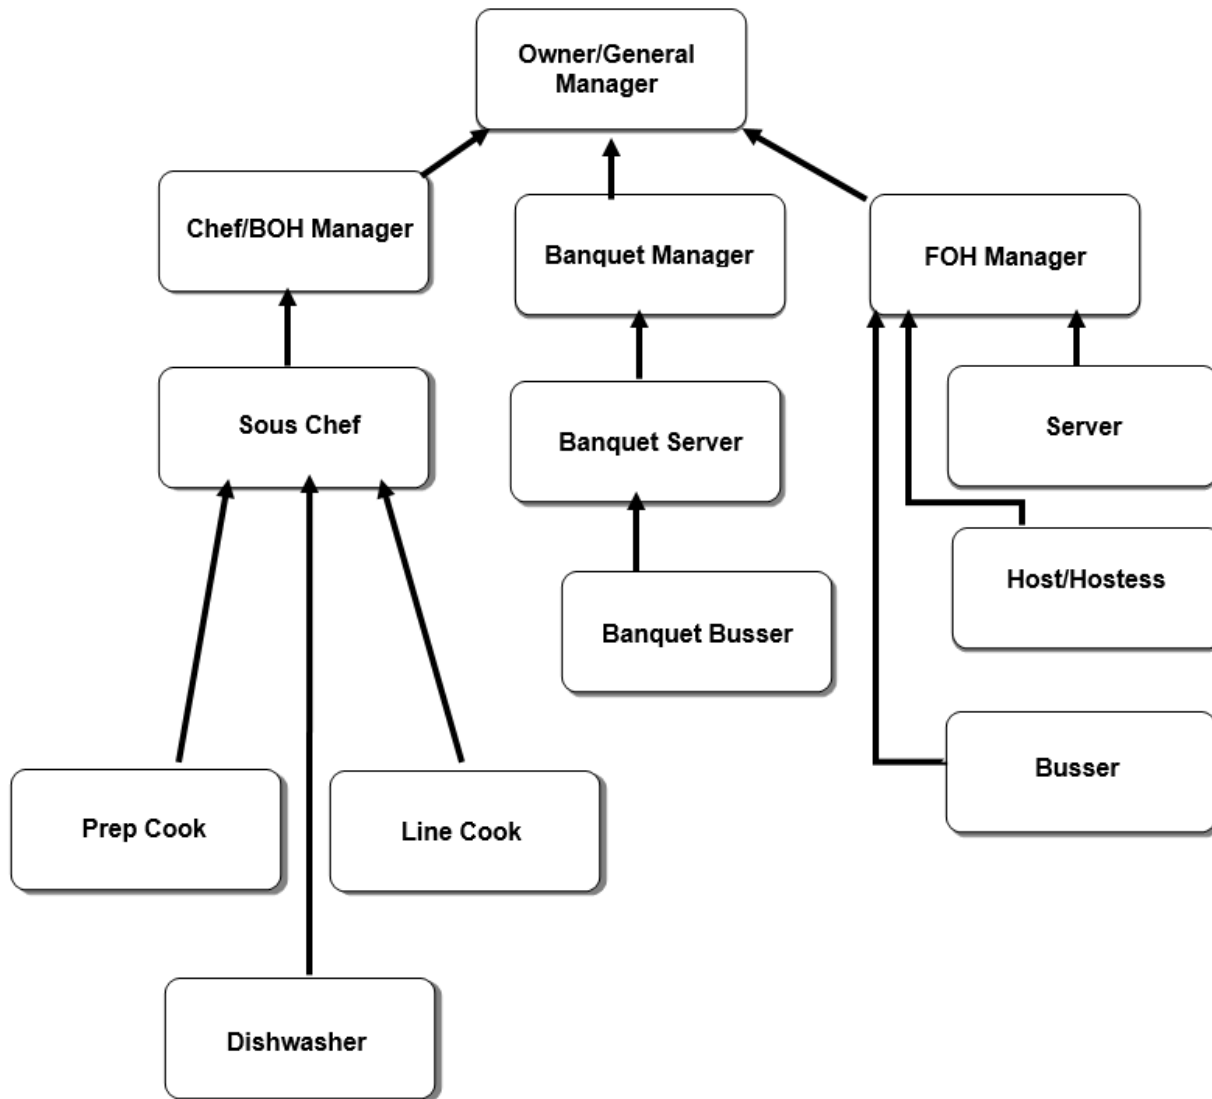 Owner/General
Manager
Chef/BOH Manager
Banquet Manager
FOH Manager
Sous Chef
Banquet Server
Server
Host/Hostess
Banquet Busser
Busser
Prep Cook
Line Cook
Dishwasher